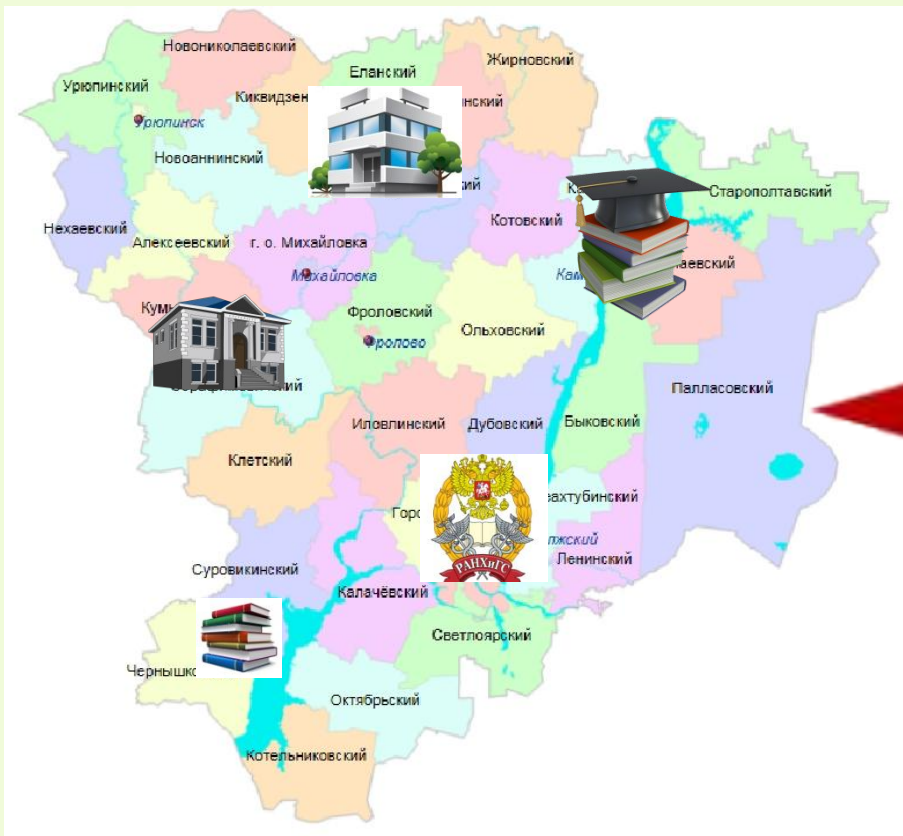 Новониколаевский
Жирновский
Еланский
Урюпинский
Урюпинск
Новоаннинский
Старополтавский
Нехаевский
Котовский
Алексеевский
г. о. Михайловка
Михайловка
Фроловский
Фролово
Ольховский
Палласовский
Иловлинский
Дубовский
Быковский
Клетский
Ленинский
РАНХиГС
Суровикинский
Калачёвский
Светлоярский
Октябрьский
Котельниковский